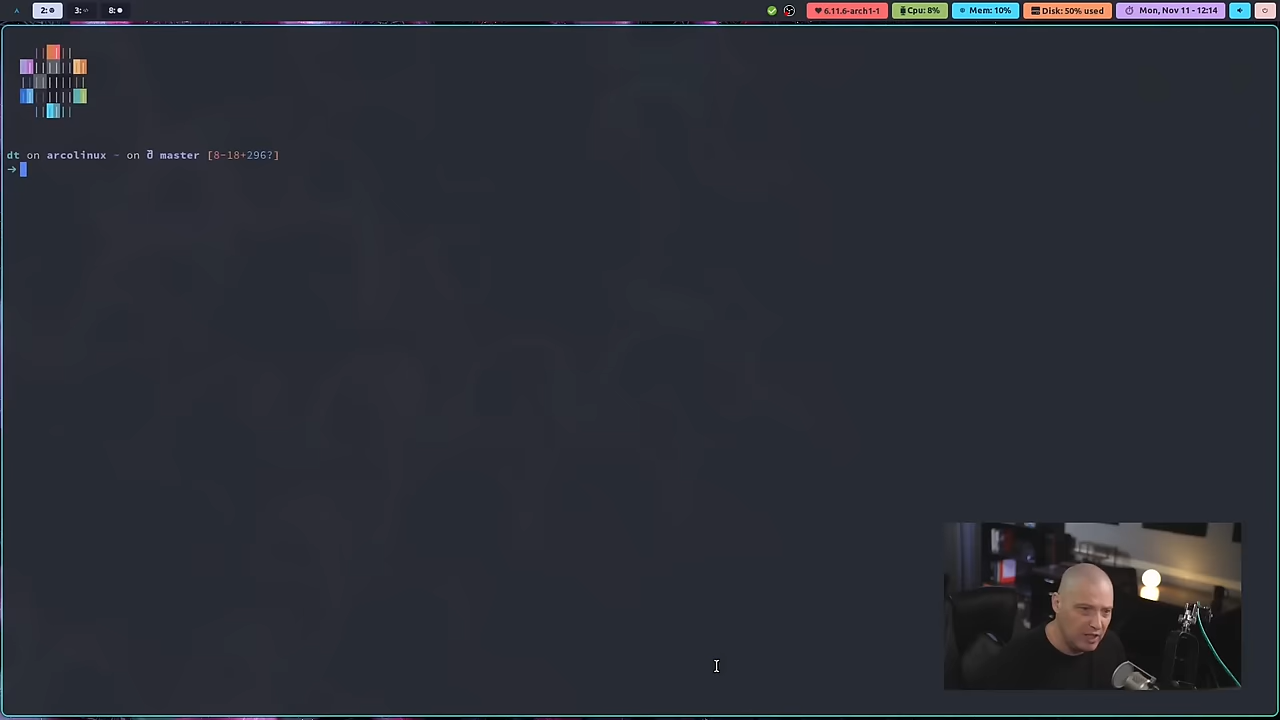 2: 3: 8: 6.11.6-arch1-1 Cpu: 8% Mem: 10% Disk: 50% used Mon, Nov 11 - 12:14
dt on arcolinux ~ on master [8-18+296?]
→